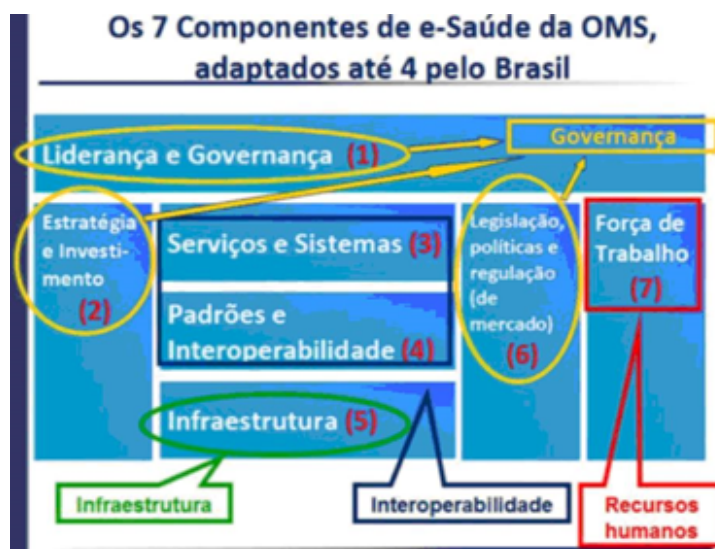 Os 7 Componentes de e-Saúde da OMS,
adaptados até 4 pelo Brasil
Governança
Liderança e Governança (1)
Estratégia
e Investi-
mento
(2)
Serviços e Sistemas (3)
Padrões e
Interoperabilidade (4)
Infraestrutura (5)
Legislação,
políticas e
regulação
(de
mercado)
(6)
Força de
Trabalho
(7)
Infraestrutura
Interoperabilidade
Recursos
humanos